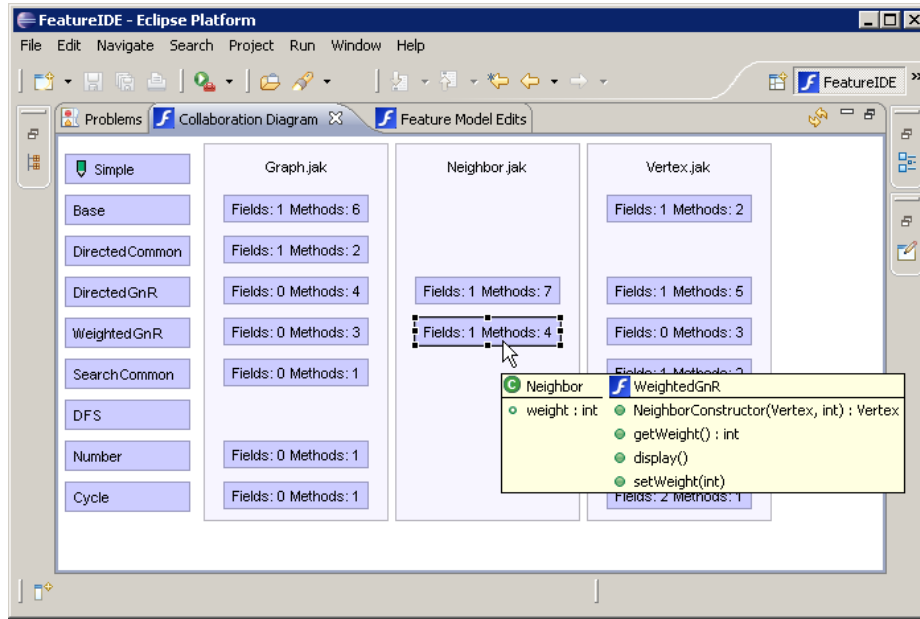 FeatureIDE - Eclipse Platform
File Edit Navigate Search Project Run Window Help
FeatureIDE »
Problems Collaboration Diagram Feature Model Edits
Simple Graph.jak Neighbor.jak Vertex.jak
Base Fields: 1 Methods: 6 Fields: 1 Methods: 2
DirectedCommon Fields: 1 Methods: 2
DirectedGnR Fields: 0 Methods: 4 Fields: 1 Methods: 7 Fields: 1 Methods: 5
WeightedGnR Fields: 0 Methods: 3 Fields: 1 Methods: 4 Fields: 0 Methods: 3
SearchCommon Fields: 0 Methods: 1
C Neighbor WeightedGnR
weight : int NeighborConstructor(Vertex, int) : Vertex
DFS
getWeight() : int
Number Fields: 0 Methods: 1 display()
setWeight(int)
Cycle Fields: 0 Methods: 1 Fields: 2 Methods: 1